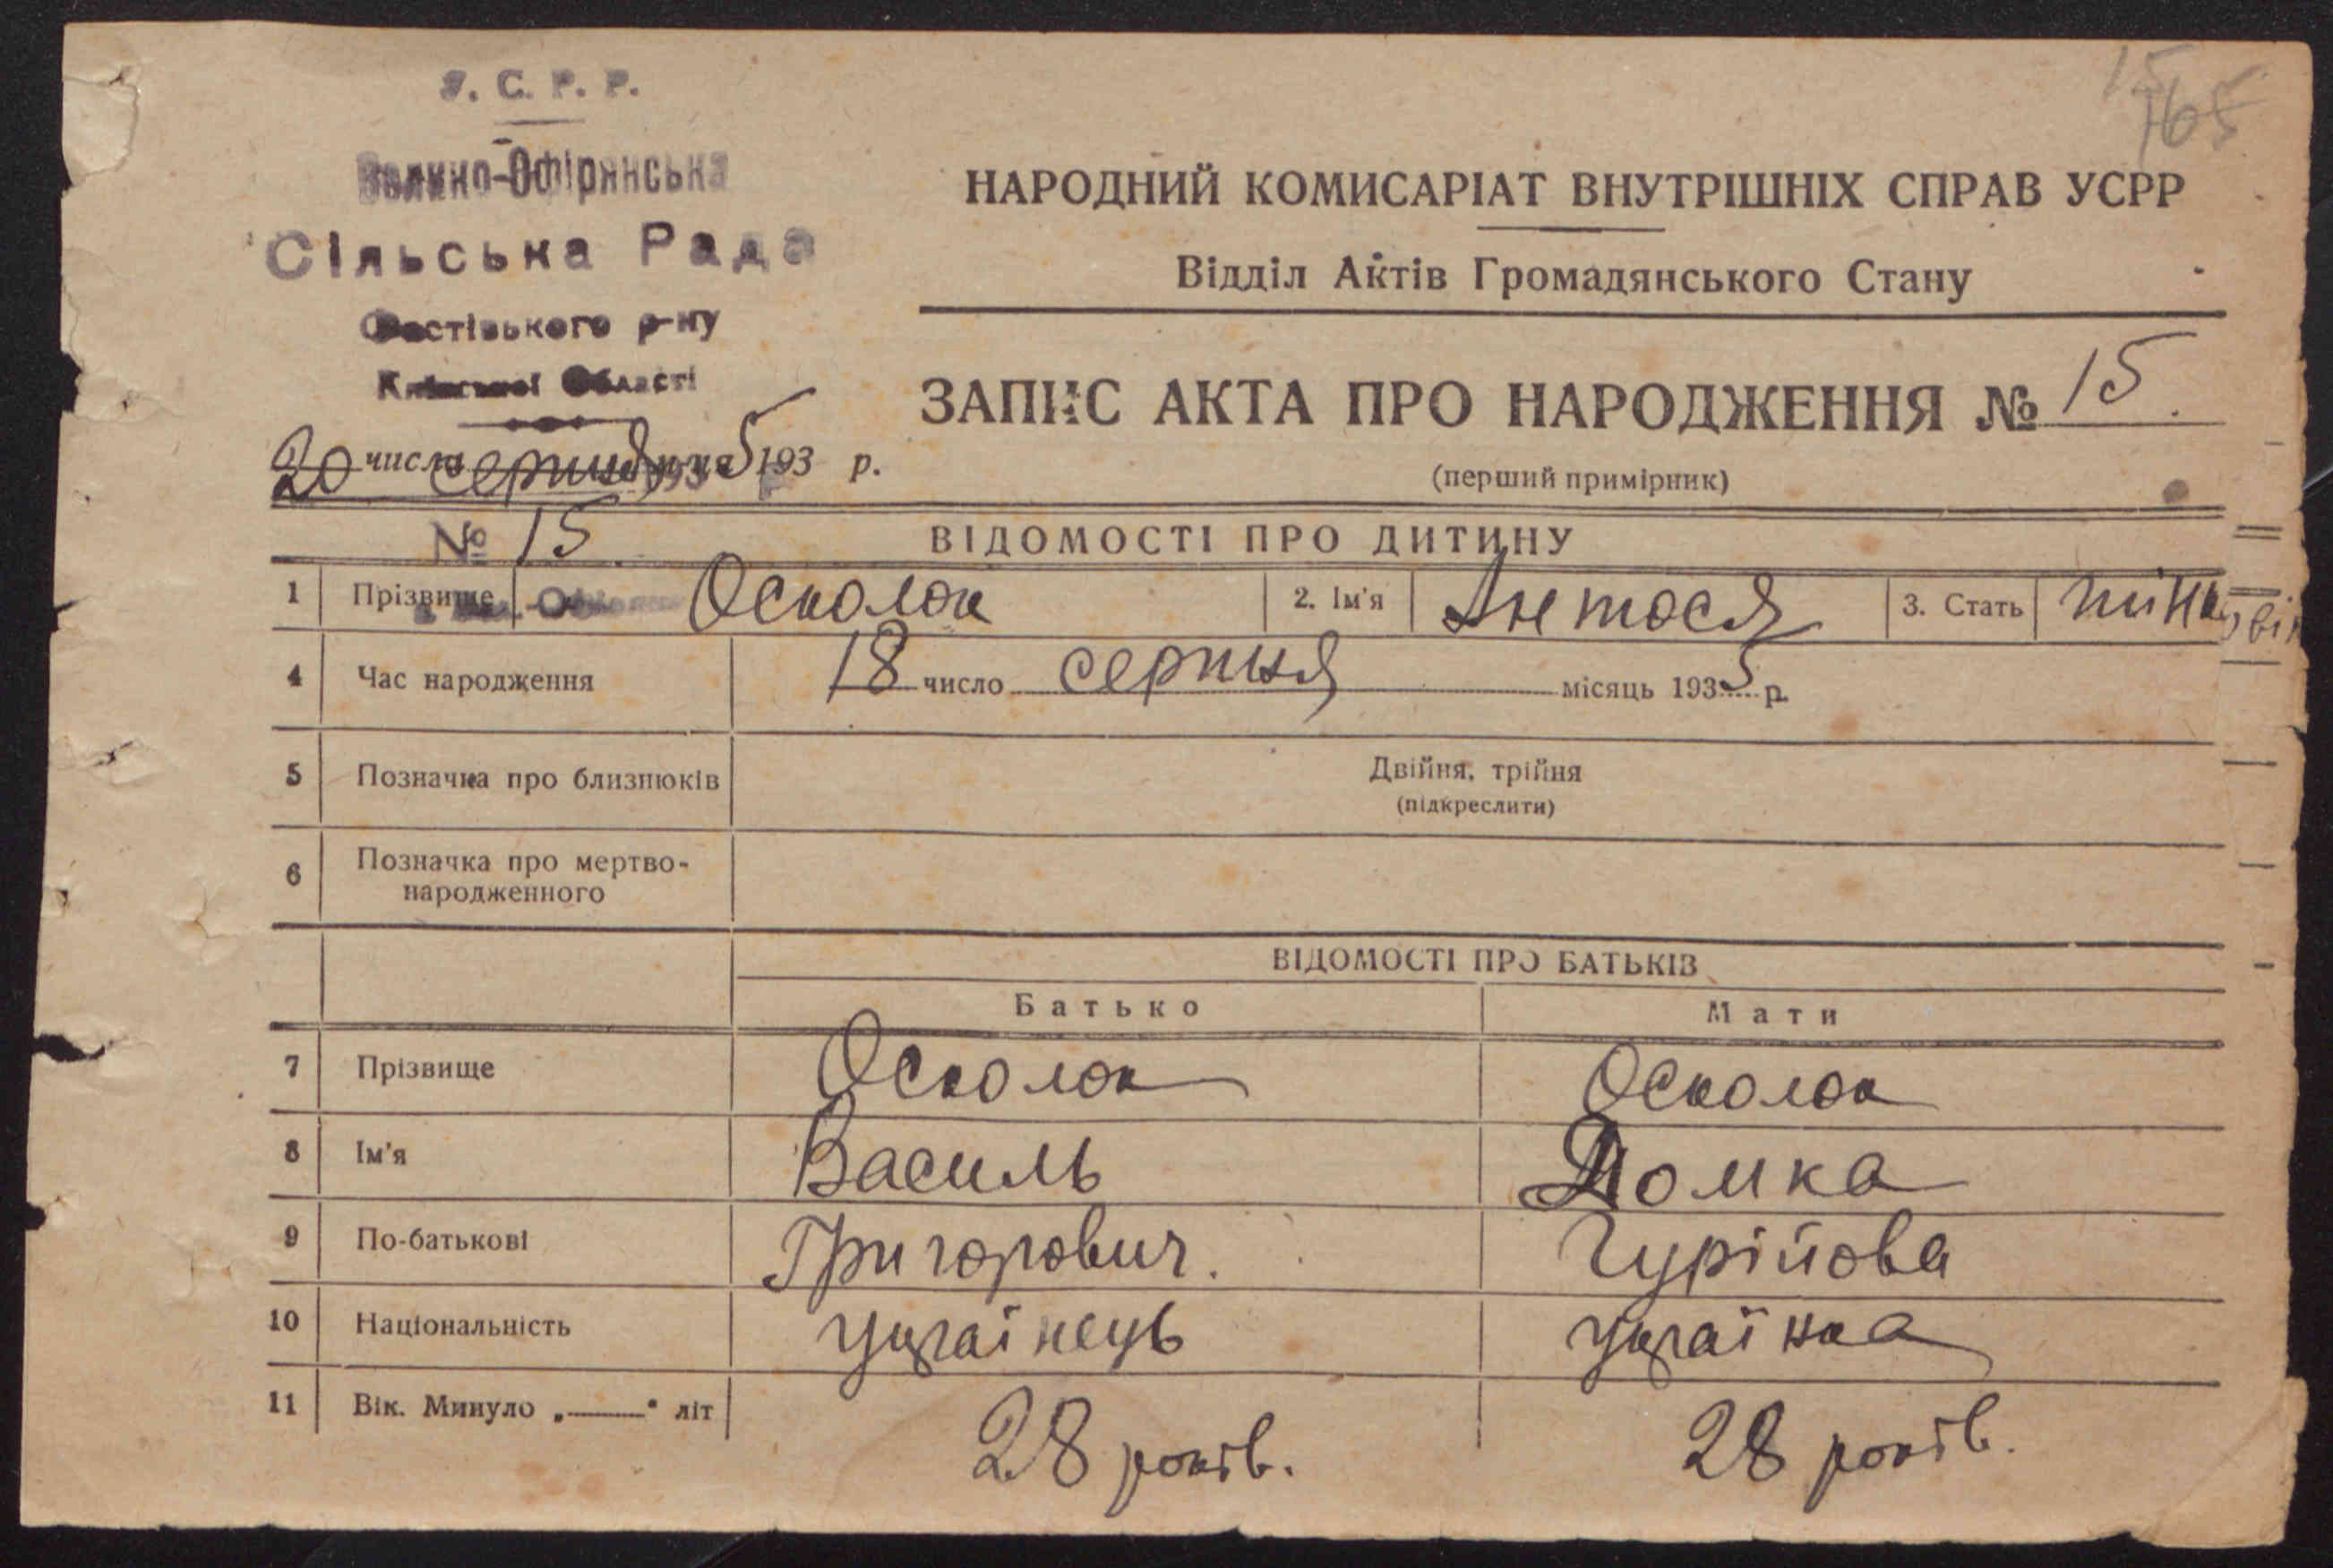 У. С. Р. Р.
Велико-Офірянська
Сільська Рада
Фастівського р-ну
Київської Області
20 числа серпня 1935 193 р.
№ 15
15
165
НАРОДНИЙ КОМИСАРІАТ ВНУТРІШНІХ СПРАВ УСРР
Відділ Актів Громадянського Стану
ЗАПИС АКТА ПРО НАРОДЖЕННЯ № 15.
(перший примірник)
ВІДОМОСТІ ПРО ДИТИНУ
1 Прізвище Осколок 2. Ім'я Антося 3. Стать
4 Час народження 18 число серпня місяць 1935 р.
5 Позначка про близнюків Двійня, трійня
(підкреслити)
6 Позначка про мертво-
народженного
ВІДОМОСТІ ПРО БАТЬКІВ
Батько Мати
7 Прізвище Осколок Осколок
8 Ім'я Василь Домка
9 По-батькові Григорович. Гурійова
10 Національність українець українка
11 Вік. Минуло „——“ літ 28 років. 28 років.